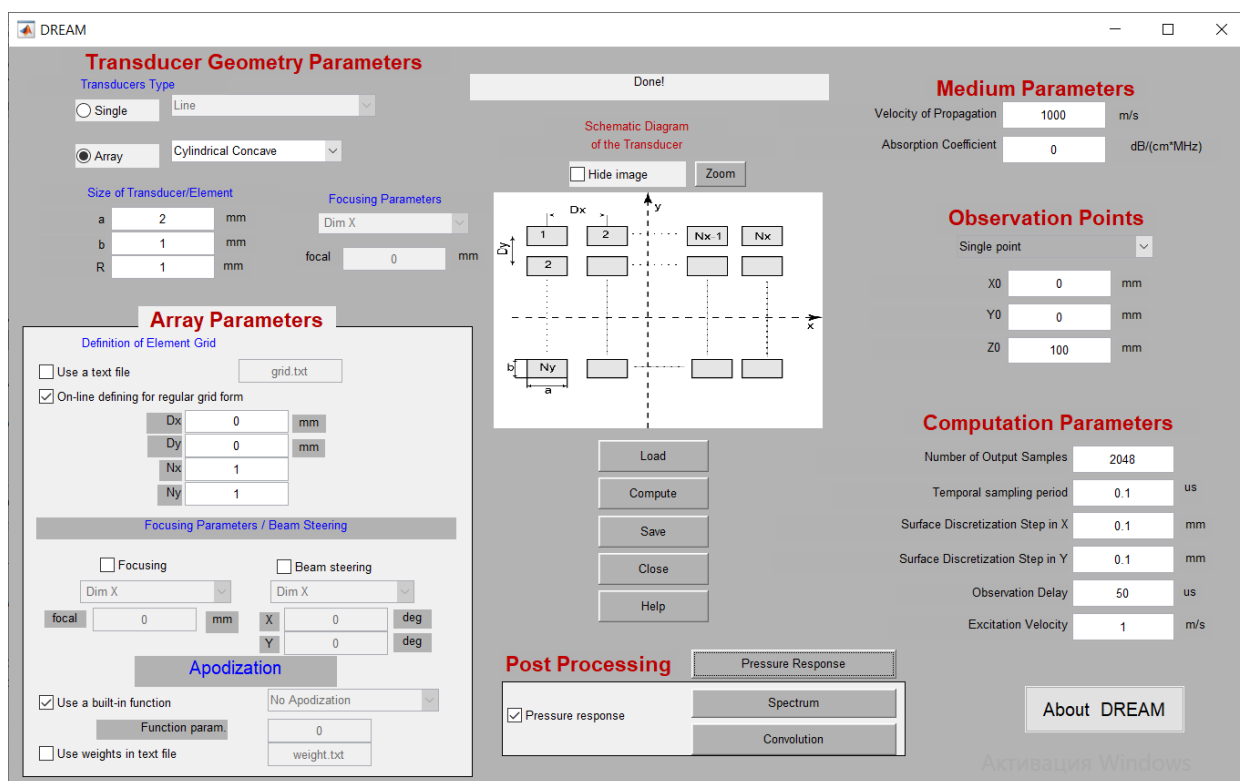 DREAM
Transducer Geometry Parameters
Transducers Type
Single
Line
Array
Cylindrical Concave
Size of Transducer/Element
a 2 mm
b 1 mm
R 1 mm
Focusing Parameters
Dim X
focal 0 mm
Array Parameters
Definition of Element Grid
Use a text file
grid.txt
On-line defining for regular grid form
Dx 0 mm
Dy 0 mm
Nx 1
Ny 1
Focusing Parameters / Beam Steering
Focusing
Beam steering
Dim X
Dim X
focal 0 mm
X 0 deg
Y 0 deg
Apodization
Use a built-in function
No Apodization
Function param. 0
Use weights in text file
weight.txt
Done!
Schematic Diagram
of the Transducer
Hide image
Zoom
Dx
y
1 2 Nx-1 Nx
Dy
2
x
b Ny
a
Load
Compute
Save
Close
Help
Post Processing
Pressure Response
Pressure response
Spectrum
Convolution
Medium Parameters
Velocity of Propagation 1000 m/s
Absorption Coefficient 0 dB/(cm*MHz)
Observation Points
Single point
X0 0 mm
Y0 0 mm
Z0 100 mm
Computation Parameters
Number of Output Samples 2048
Temporal sampling period 0.1 us
Surface Discretization Step in X 0.1 mm
Surface Discretization Step in Y 0.1 mm
Observation Delay 50 us
Excitation Velocity 1 m/s
About DREAM
Активация Windows